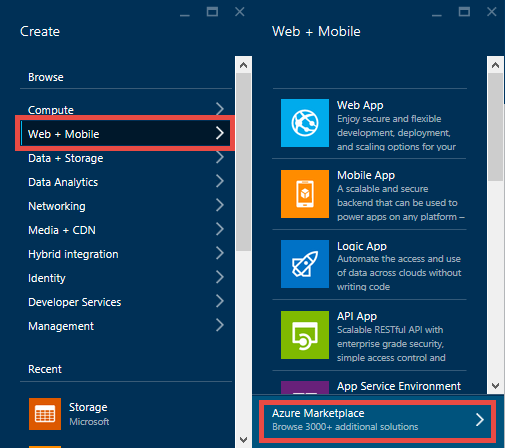 Create
Browse
Compute
Web + Mobile
Data + Storage
Data Analytics
Networking
Media + CDN
Hybrid integration
Identity
Developer Services
Management
Recent
Storage
Microsoft
Web + Mobile
Web App
Enjoy secure and flexible
development, deployment,
and scaling options for your
Mobile App
A scalable and secure
backend that can be used to
power apps on any platform –
Logic App
Automate the access and use
of data across clouds without
writing code
API App
Scalable RESTful API with
enterprise grade security,
simple access control and
App Service Environment
Azure Marketplace
Browse 3000+ additional solutions